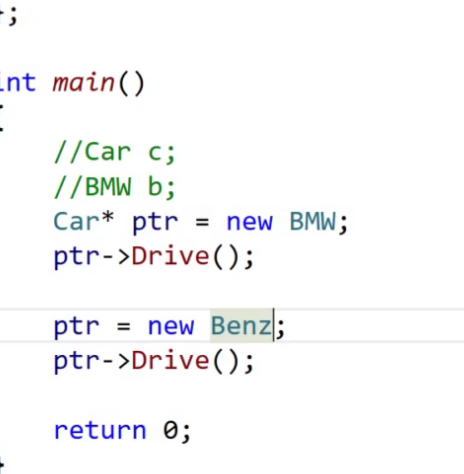 };
int main()
{
//Car c;
//BMW b;
Car* ptr = new BMW;
ptr->Drive();
ptr = new Benz;
ptr->Drive();
return 0;
}